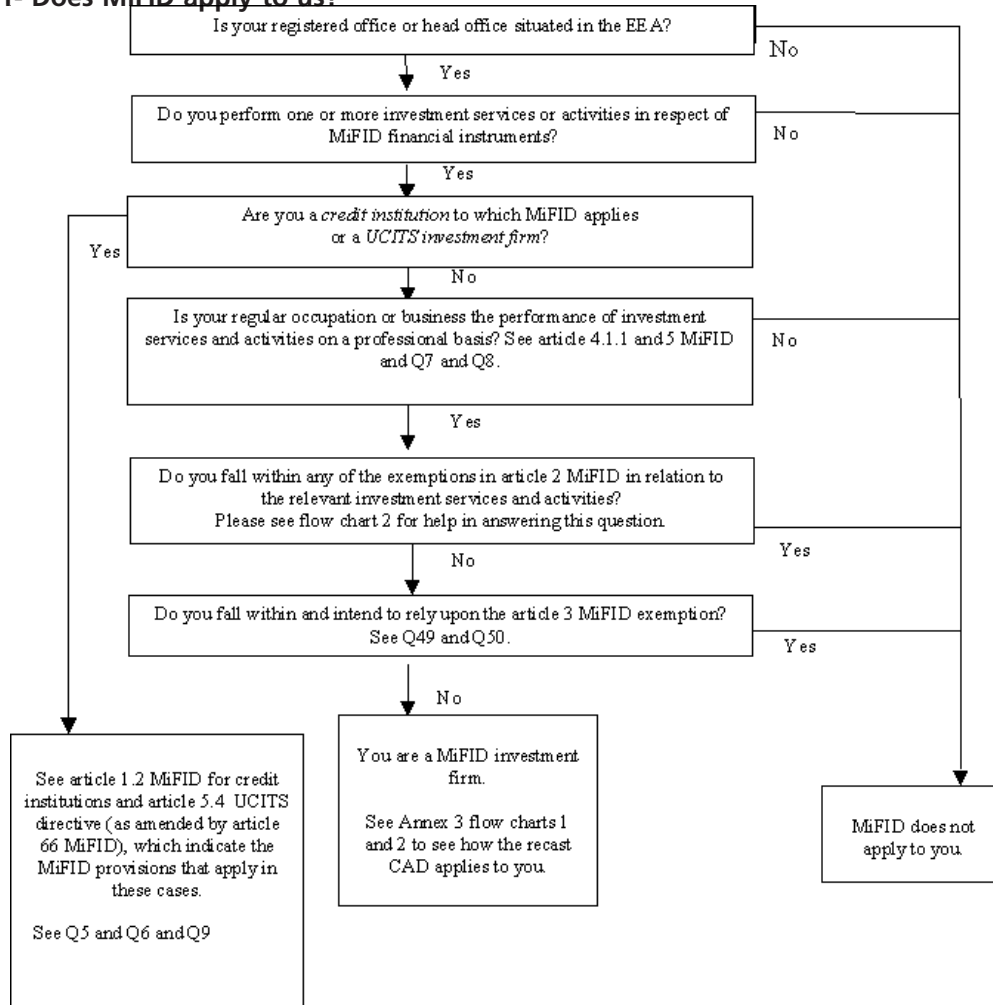 1- Does MiFID apply to us?
Is your registered office or head office situated in the EEA?
No
Yes
Do you perform one or more investment services or activities in respect of
MiFID financial instruments?
No
Yes
Are you a credit institution to which MiFID applies
or a UCITS investment firm?
Yes
No
Is your regular occupation or business the performance of investment
services and activities on a professional basis? See article 4.1.1 and 5 MiFID
and Q7 and Q8.
No
Yes
Do you fall within any of the exemptions in article 2 MiFID in relation to
the relevant investment services and activities?
Please see flow chart 2 for help in answering this question
Yes
No
Do you fall within and intend to rely upon the article 3 MiFID exemption?
See Q49 and Q50.
Yes
No
See article 1.2 MiFID for credit
institutions and article 5.4 UCITS
directive (as amended by article
66 MiFID), which indicate the
MiFID provisions that apply in
these cases.
See Q5 and Q6 and Q9
You are a MiFID investment
firm.
See Annex 3 flow charts 1
and 2 to see how the recast
CAD applies to you.
MiFID does not
apply to you.